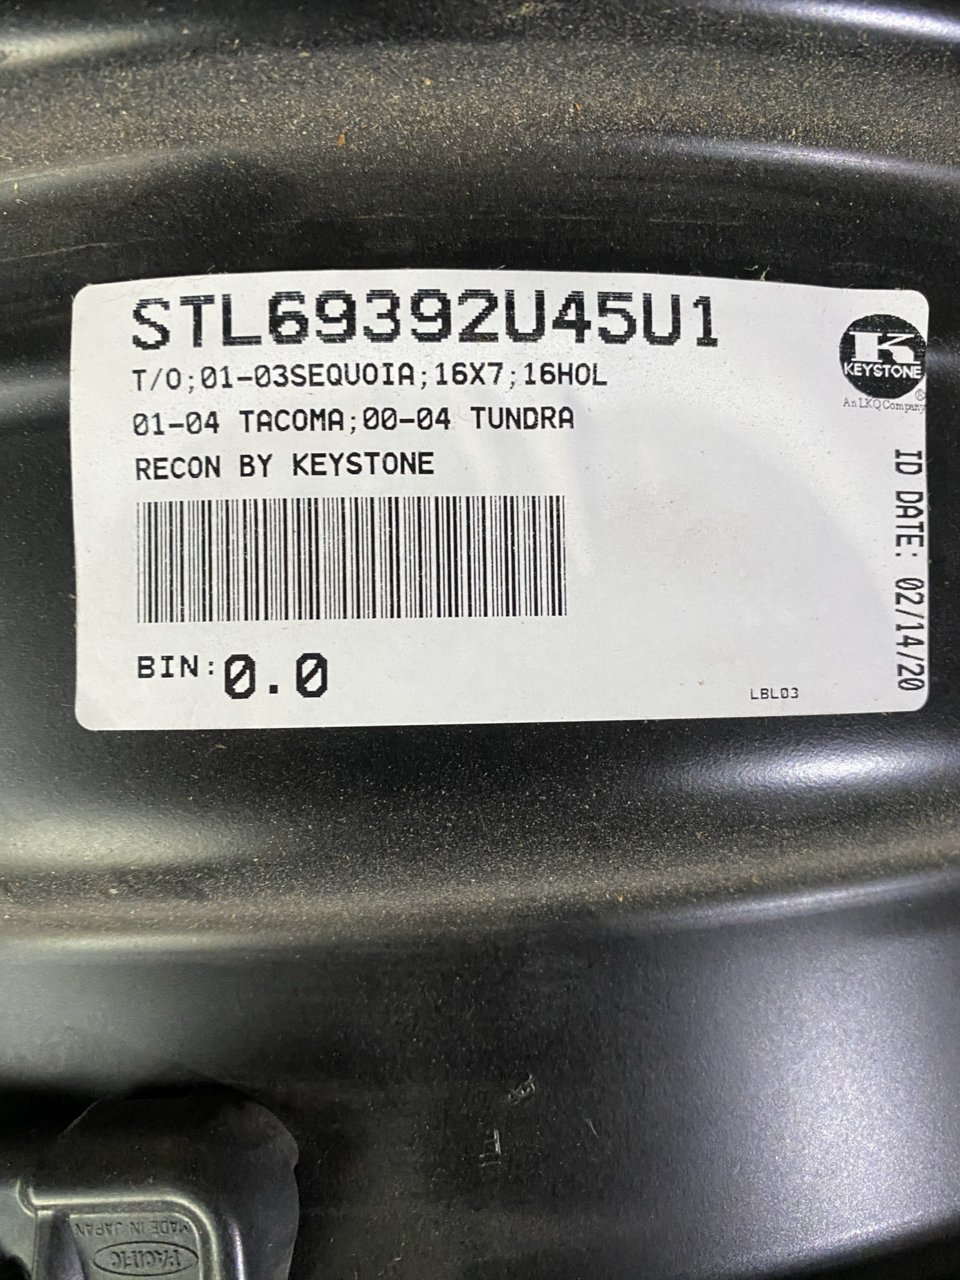 STL69392U45U1
T/O;01-03SEQUOIA;16X7;16HOL
01-04 TACOMA;00-04 TUNDRA
RECON BY KEYSTONE
BIN: 0.0
LBL03
K
KEYSTONE
®
An LKQ Company
ID DATE: 02/14/20
MADE IN JAPAN
PACIFIC